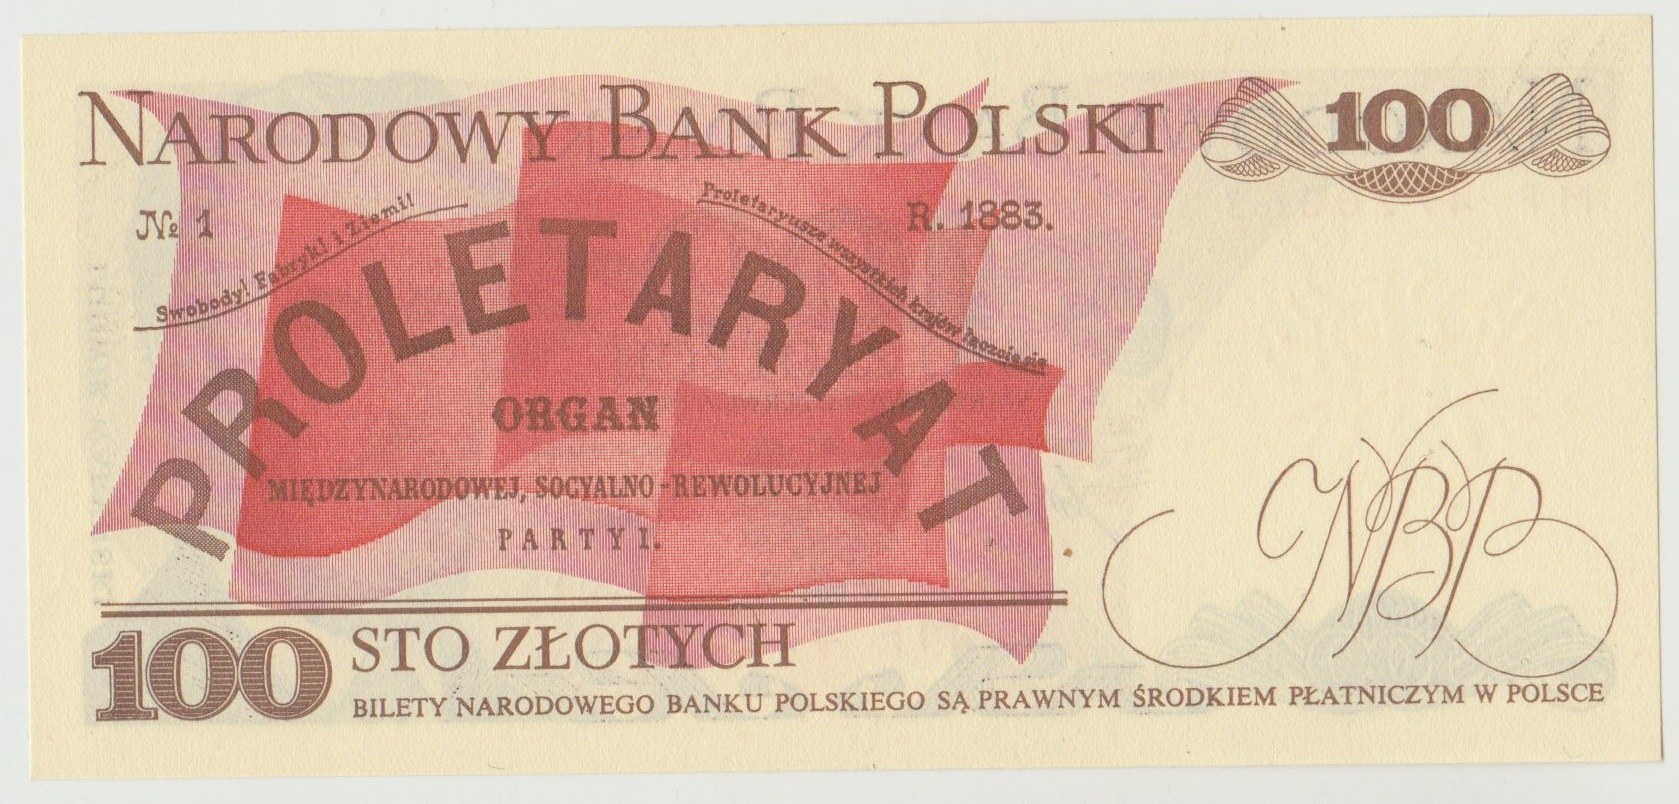 NARODOWY BANK POLSKI
100
№ 1
R. 1883.
Swobody! Fabryk! i Ziemi!
Proletaryusze wszystkich krajów łączcie się
PROLETARYAT
ORGAN
MIĘDZYNARODOWEJ, SOCYALNO-REWOLUCYJNEJ
PARTYI.
NBP
100
STO ZŁOTYCH
BILETY NARODOWEGO BANKU POLSKIEGO SĄ PRAWNYM ŚRODKIEM PŁATNICZYM W POLSCE